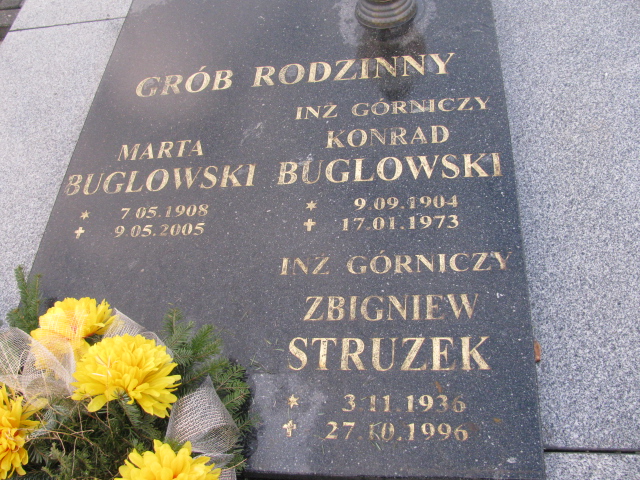 GRÓB RODZINNY
MARTA
BUGLOWSKI
* 7.05.1908
✝ 9.05.2005
INŻ GÓRNICZY
KONRAD
BUGLOWSKI
* 9.09.1904
✝ 17.01.1973
INŻ GÓRNICZY
ZBIGNIEW
STRUZEK
* 3.11.1936
✝ 27.10.1996